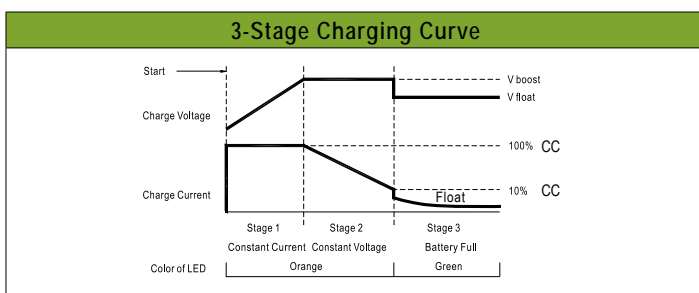 3-Stage Charging Curve
Start
V boost
V float
Charge Voltage
100% CC
10% CC
Charge Current
Float
Stage 1 Stage 2 Stage 3
Constant Current Constant Voltage Battery Full
Color of LED Orange Green